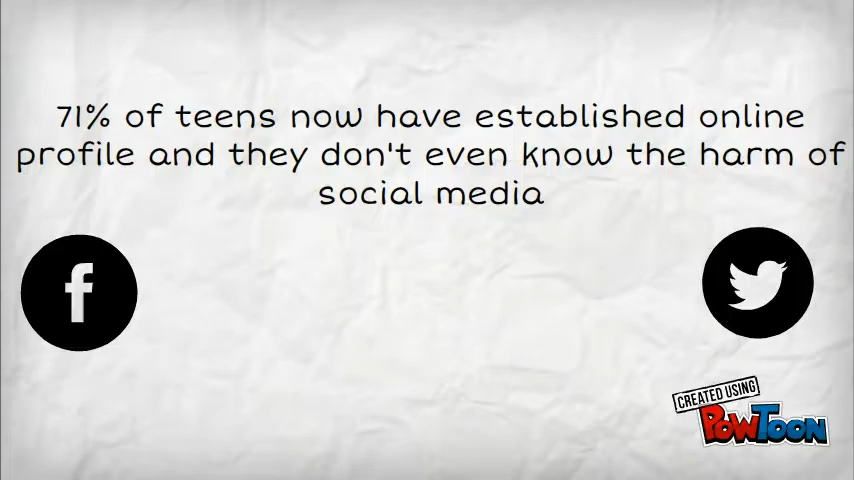 71% of teens now have established online
profile and they don't even know the harm of
social media
f
CREATED USING
POWTOON